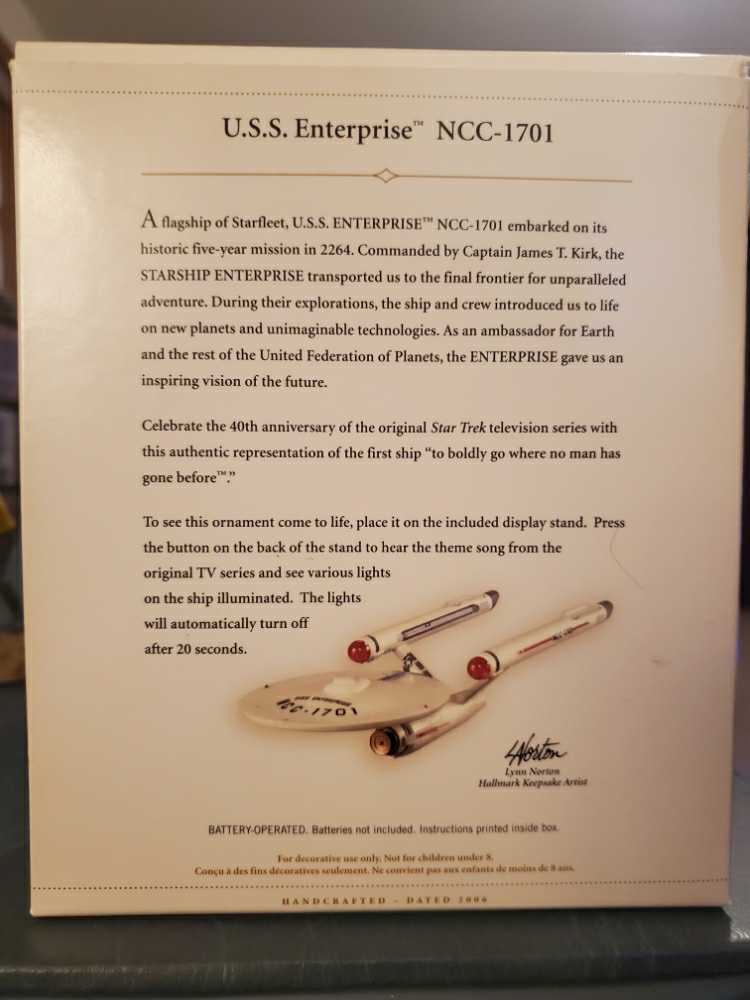 U.S.S. Enterprise™ NCC-1701
A flagship of Starfleet, U.S.S. ENTERPRISE™ NCC-1701 embarked on its
historic five-year mission in 2264. Commanded by Captain James T. Kirk, the
STARSHIP ENTERPRISE transported us to the final frontier for unparalleled
adventure. During their explorations, the ship and crew introduced us to life
on new planets and unimaginable technologies. As an ambassador for Earth
and the rest of the United Federation of Planets, the ENTERPRISE gave us an
inspiring vision of the future.
Celebrate the 40th anniversary of the original Star Trek television series with
this authentic representation of the first ship “to boldly go where no man has
gone before™.”
To see this ornament come to life, place it on the included display stand. Press
the button on the back of the stand to hear the theme song from the
original TV series and see various lights
on the ship illuminated. The lights
will automatically turn off
after 20 seconds.
USS ENTERPRISE
NCC-1701
LNorton
Lynn Norton
Hallmark Keepsake Artist
BATTERY-OPERATED. Batteries not included. Instructions printed inside box.
For decorative use only. Not for children under 8.
Conçu à des fins décoratives seulement. Ne convient pas aux enfants de moins de 8 ans.
HANDCRAFTED - DATED 2006